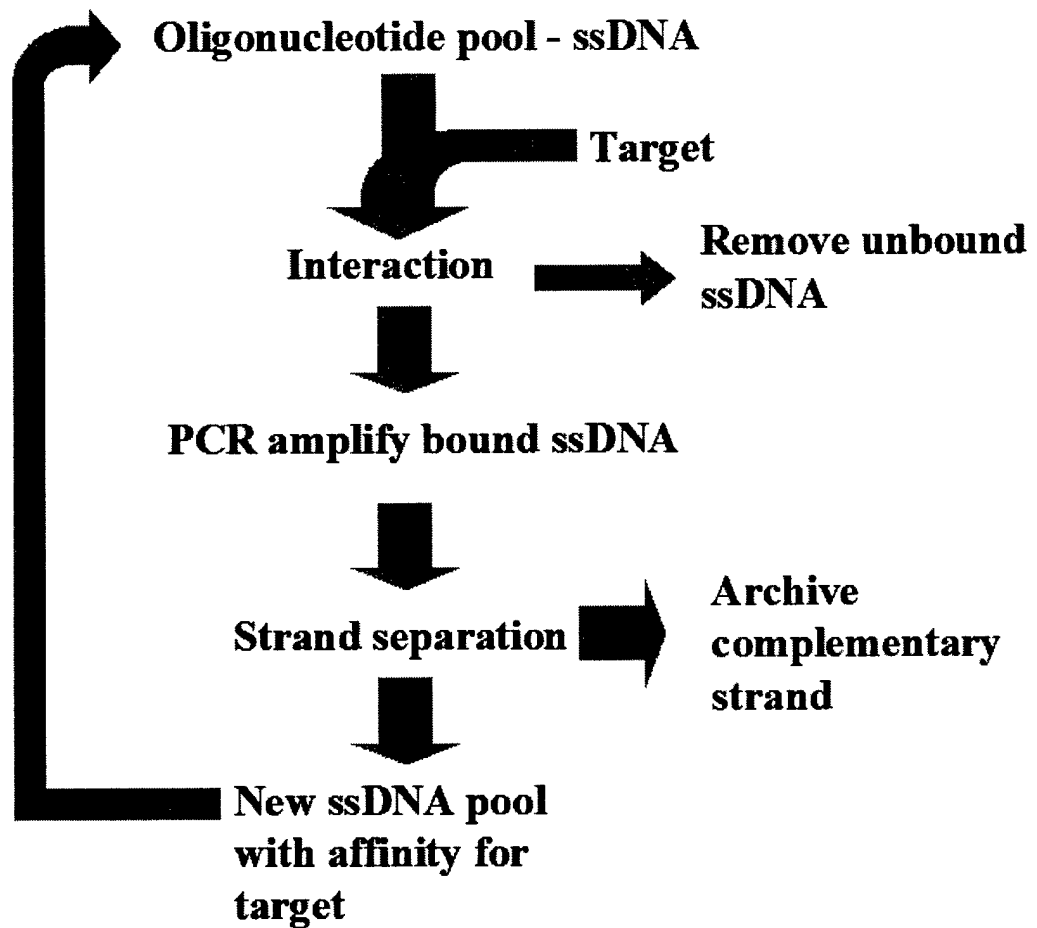 Oligonucleotide pool - ssDNA
Target
Interaction
Remove unbound
ssDNA
PCR amplify bound ssDNA
Strand separation
Archive
complementary
strand
New ssDNA pool
with affinity for
target